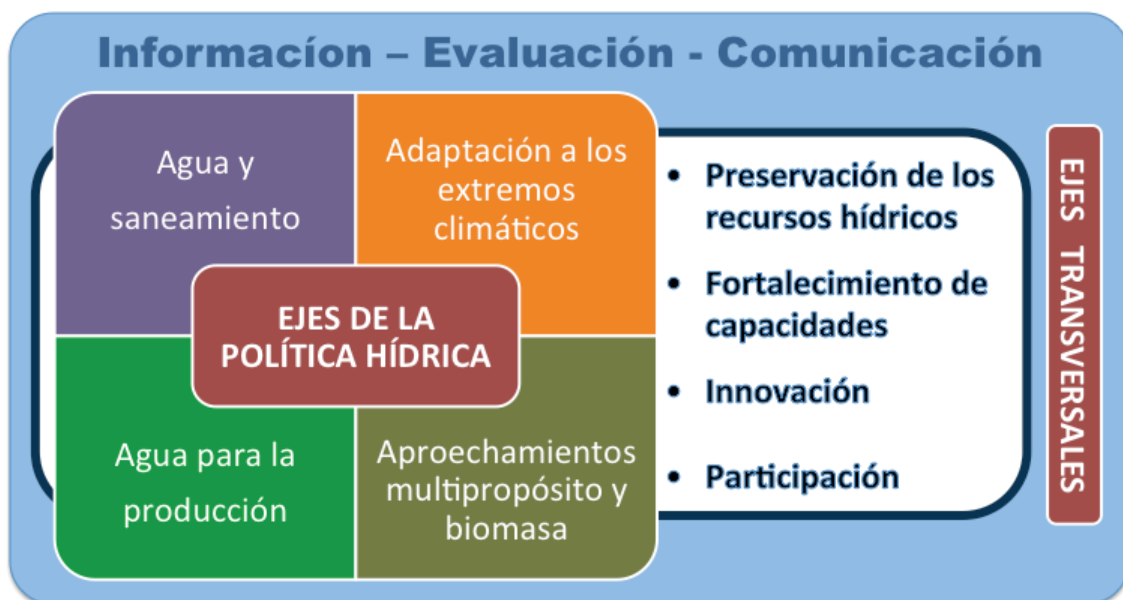 Informacíon – Evaluación - Comunicación
Agua y
saneamiento
Adaptación a los
extremos
climáticos
EJES DE LA
POLÍTICA HÍDRICA
Agua para la
producción
Aproechamientos
multipropósito y
biomasa
• Preservación de los
recursos hídricos
• Fortalecimiento de
capacidades
• Innovación
• Participación
EJES TRANSVERSALES